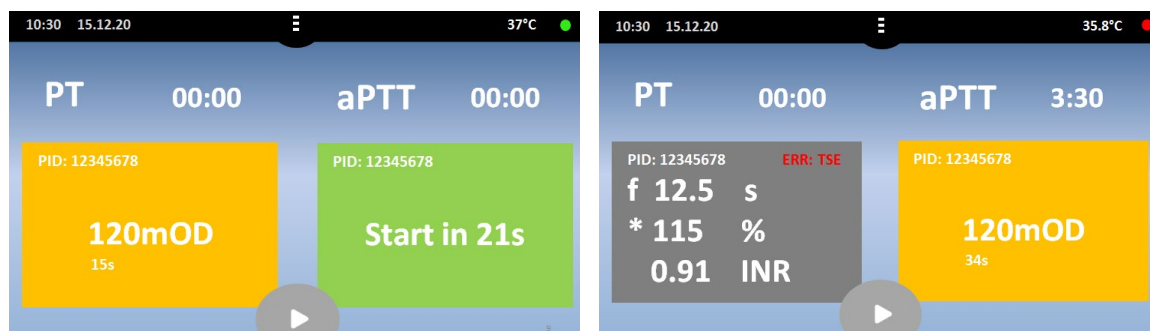 10:30 15.12.20 37°C
PT 00:00 aPTT 00:00
PID: 12345678
120mOD
15s
PID: 12345678
Start in 21s
10:30 15.12.20 35.8°C
PT 00:00 aPTT 3:30
PID: 12345678 ERR: TSE
f 12.5 s
* 115 %
0.91 INR
PID: 12345678
120mOD
34s